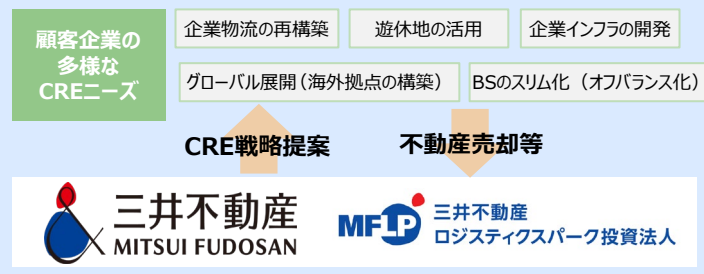 顧客企業の
多様な
CREニーズ
企業物流の再構築
遊休地の活用
企業インフラの開発
グローバル展開（海外拠点の構築）
BSのスリム化（オフバランス化）
CRE戦略提案
不動産売却等
三井不動産
MITSUI FUDOSAN
MFLP
三井不動産
ロジスティクスパーク投資法人